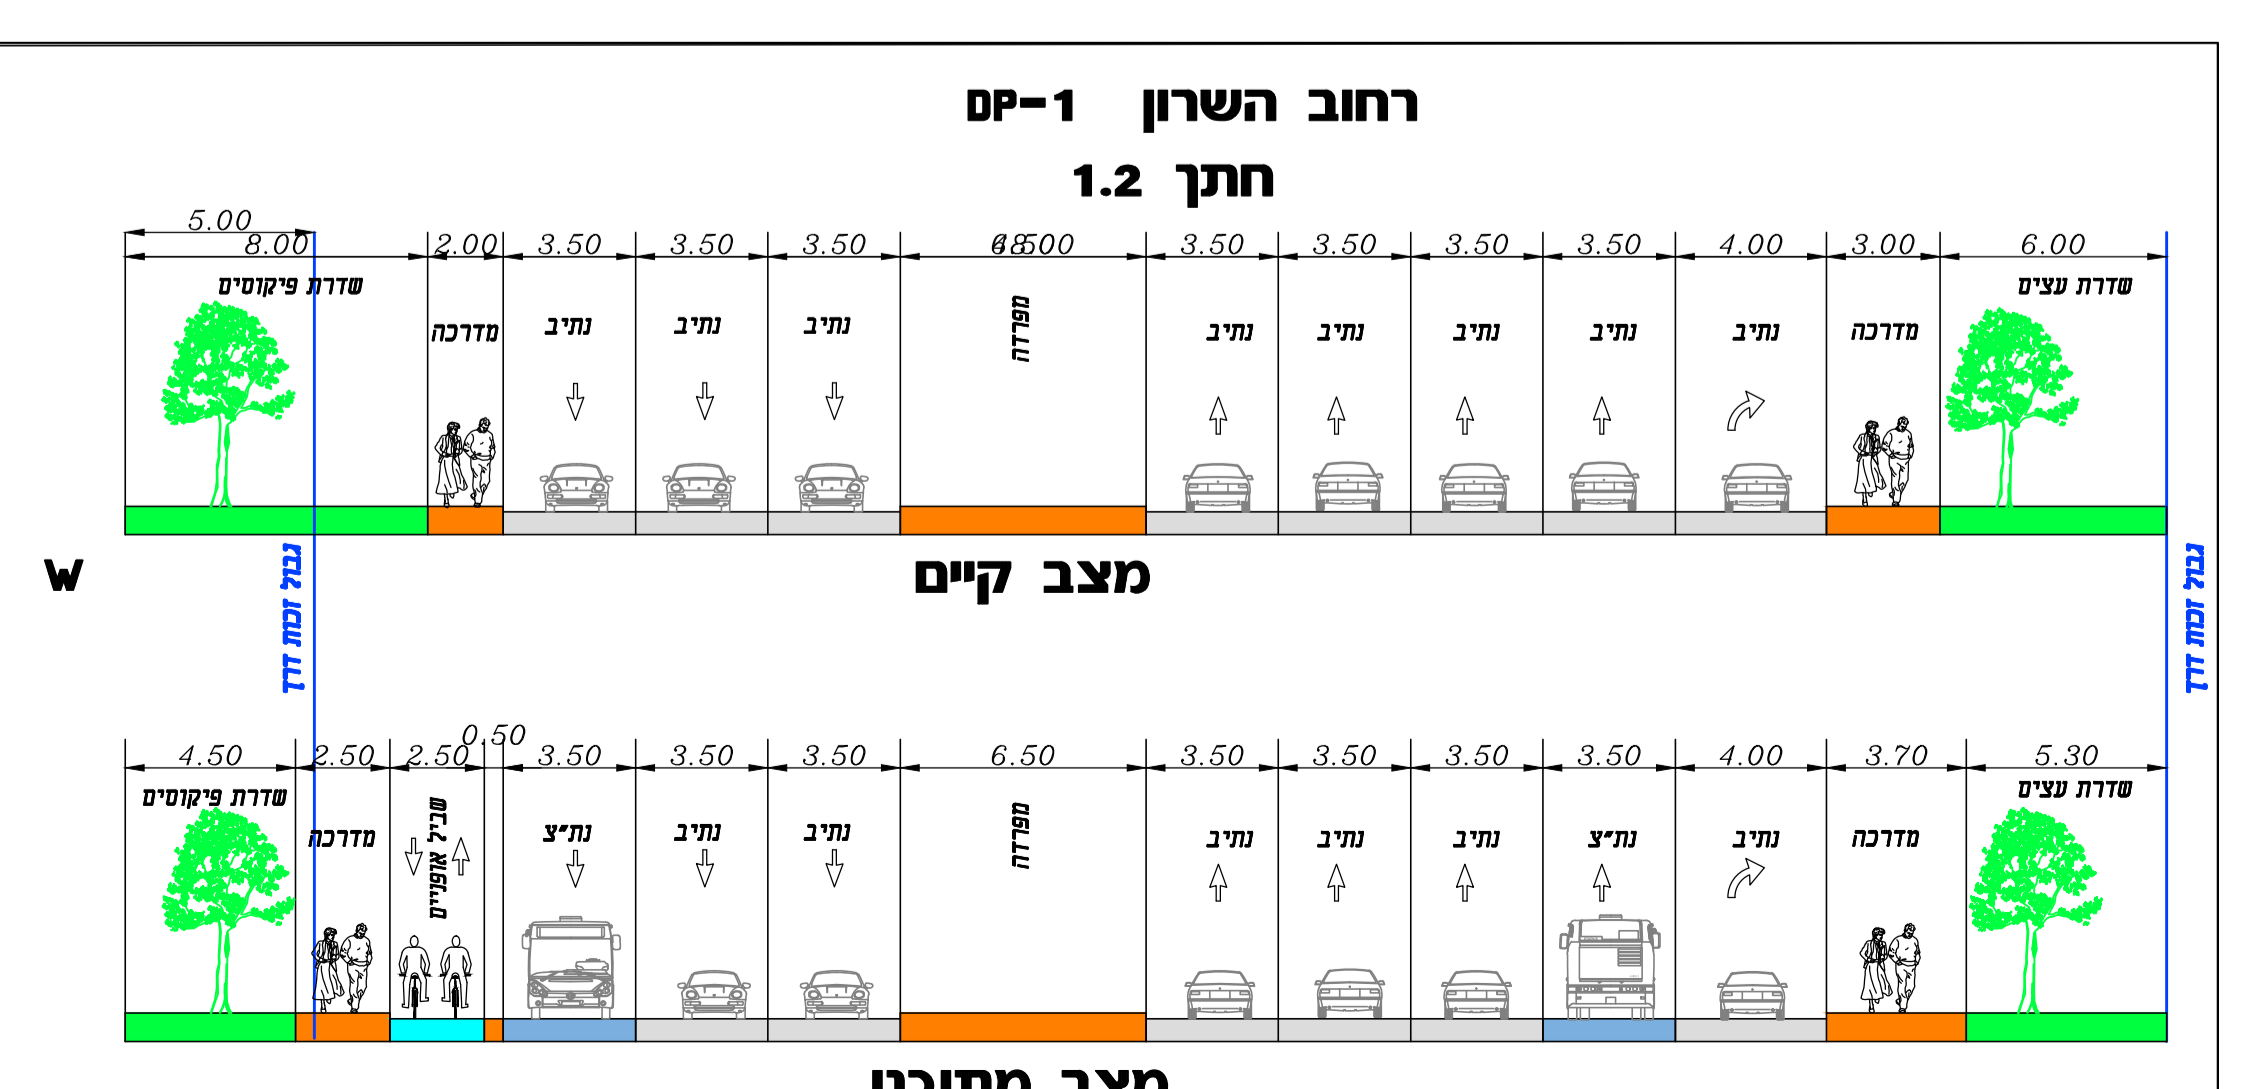 רחוב השרון DP-1
חתך 1.2
5.00
8.00 2.00 3.50 3.50 3.50 3.50 3.50 3.50 3.50 4.00 3.00 6.00
שדרת פיקוסים מדרכה נתיב נתיב נתיב מפרדה נתיב נתיב נתיב נתיב נתיב מדרכה שדרת עצים
W
גבול זכות דרך
מצב קיים
גבול זכות דרך
0.50
4.50 2.50 2.50 3.50 3.50 3.50 6.50 3.50 3.50 3.50 3.50 4.00 3.70 5.30
שדרת פיקוסים מדרכה שביל אופניים נת״צ נתיב נתיב מפרדה נתיב נתיב נתיב נת״צ נתיב מדרכה שדרת עצים
מצב מתוכנן